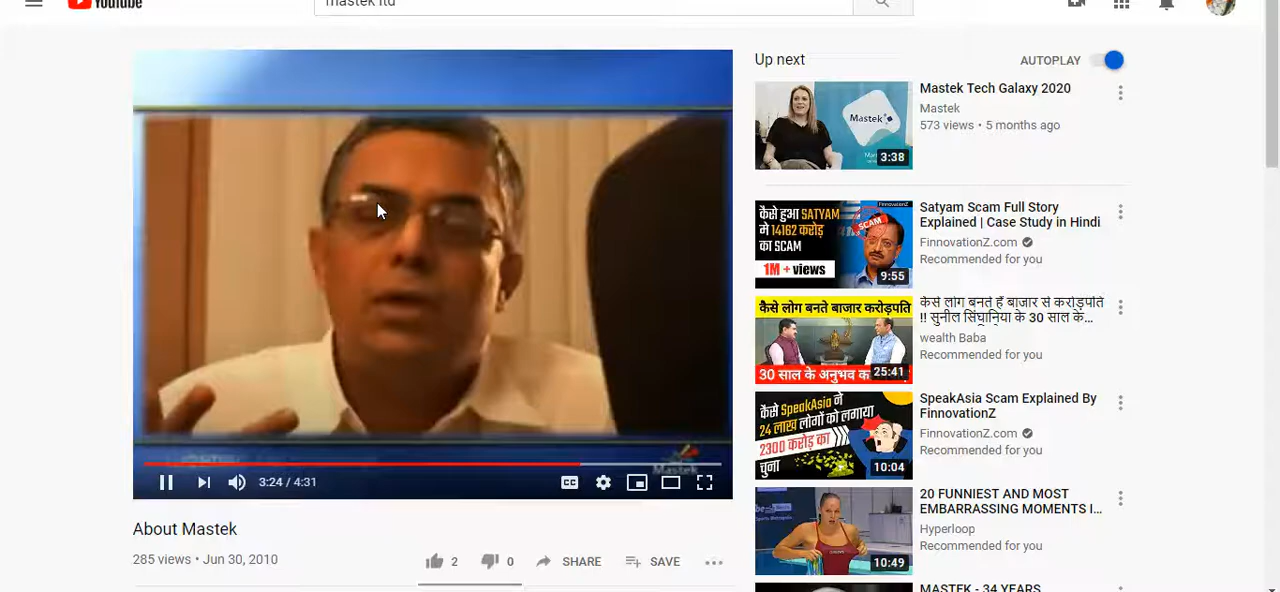 YouTube
mastek ltd
Up next
AUTOPLAY
Mastek
3:24 / 4:31
About Mastek
285 views • Jun 30, 2010
2
0
SHARE
SAVE
Mastek
3:38
Mastek Tech Galaxy 2020
Mastek
573 views • 5 months ago
कैसे हुआ SATYAM
मे 14162 करोड़
का SCAM
1M + views
FinnovationZ
SCAM
9:55
Satyam Scam Full Story
Explained | Case Study in Hindi
FinnovationZ.com
Recommended for you
कैसे लोग बनते बाजार करोड़पति
30 साल के अनुभव का
25:41
कैसे लोग बनते हैं बाजार से करोड़पति
!! सुनील सिंघानिया के 30 साल के...
wealth Baba
Recommended for you
कैसे SpeakAsia ने
24 लाख लोगों को लगाया
2300 करोड़ का
चुना
10:04
SpeakAsia Scam Explained By
FinnovationZ
FinnovationZ.com
Recommended for you
10:49
20 FUNNIEST AND MOST
EMBARRASSING MOMENTS I...
Hyperloop
Recommended for you
MASTEK - 34 YEARS